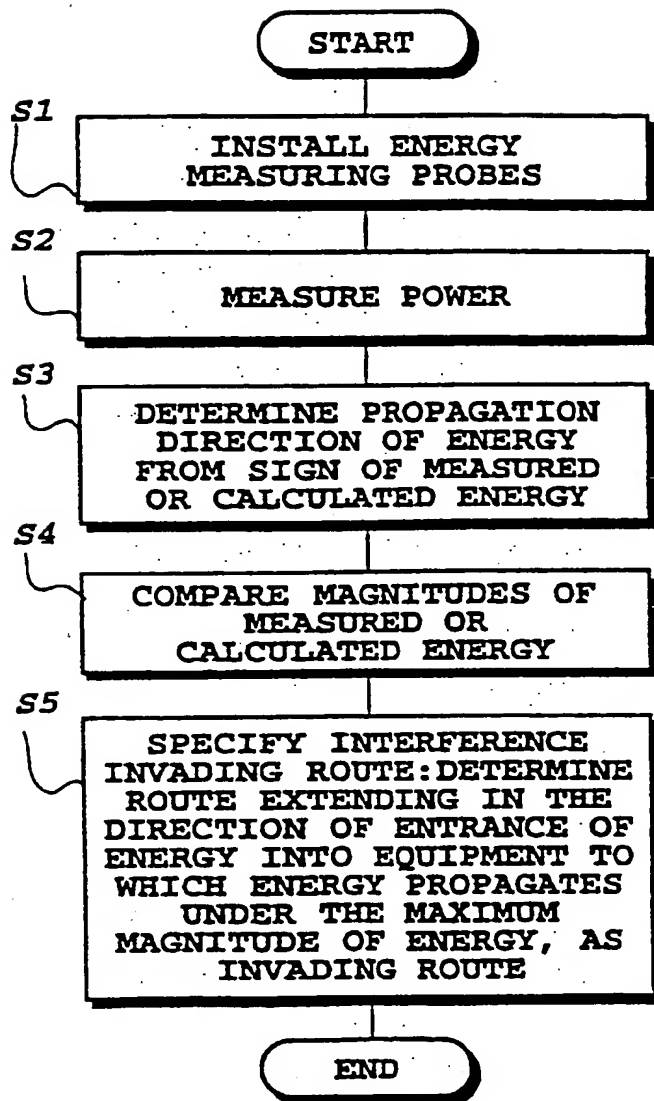 START
S1
INSTALL ENERGY
MEASURING PROBES
S2
MEASURE POWER
S3
DETERMINE PROPAGATION
DIRECTION OF ENERGY
FROM SIGN OF MEASURED
OR CALCULATED ENERGY
S4
COMPARE MAGNITUDES OF
MEASURED OR
CALCULATED ENERGY
S5
SPECIFY INTERFERENCE
INVADING ROUTE:DETERMINE
ROUTE EXTENDING IN THE
DIRECTION OF ENTRANCE OF
ENERGY INTO EQUIPMENT TO
WHICH ENERGY PROPAGATES
UNDER THE MAXIMUM
MAGNITUDE OF ENERGY, AS
INVADING ROUTE
END